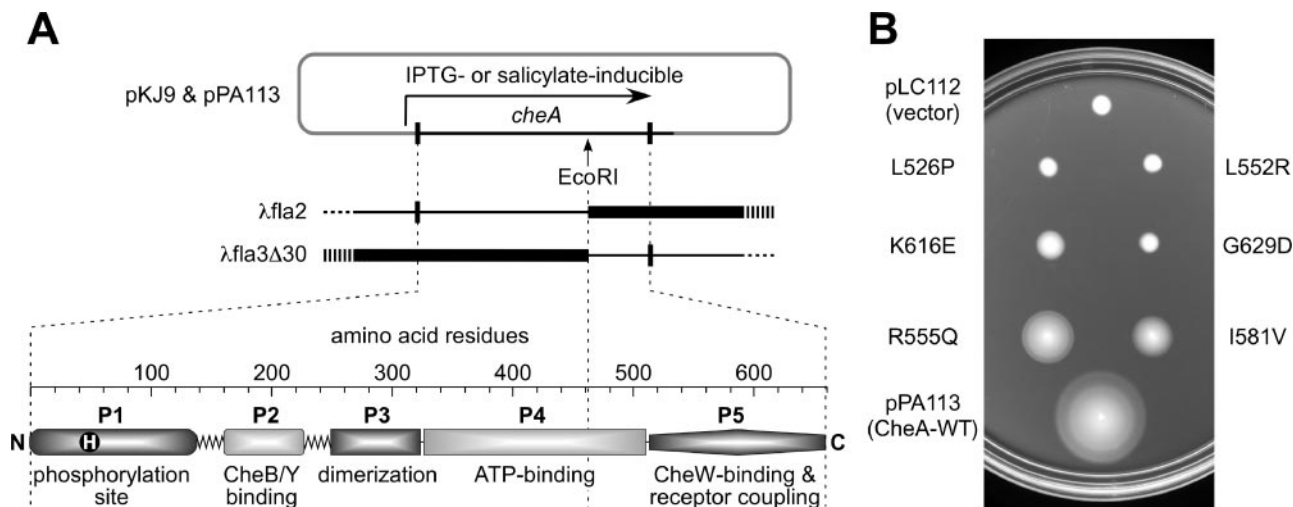 A
IPTG- or salicylate-inducible
pKJ9 & pPA113
cheA
EcoRI
λfla2
λfla3Δ30
amino acid residues
100 200 300 400 500 600
P1 P2 P3 P4 P5
N H C
phosphorylation
site
CheB/Y
binding
dimerization
ATP-binding
CheW-binding &
receptor coupling
B
pLC112
(vector)
L526P L552R
K616E G629D
R555Q I581V
pPA113
(CheA-WT)